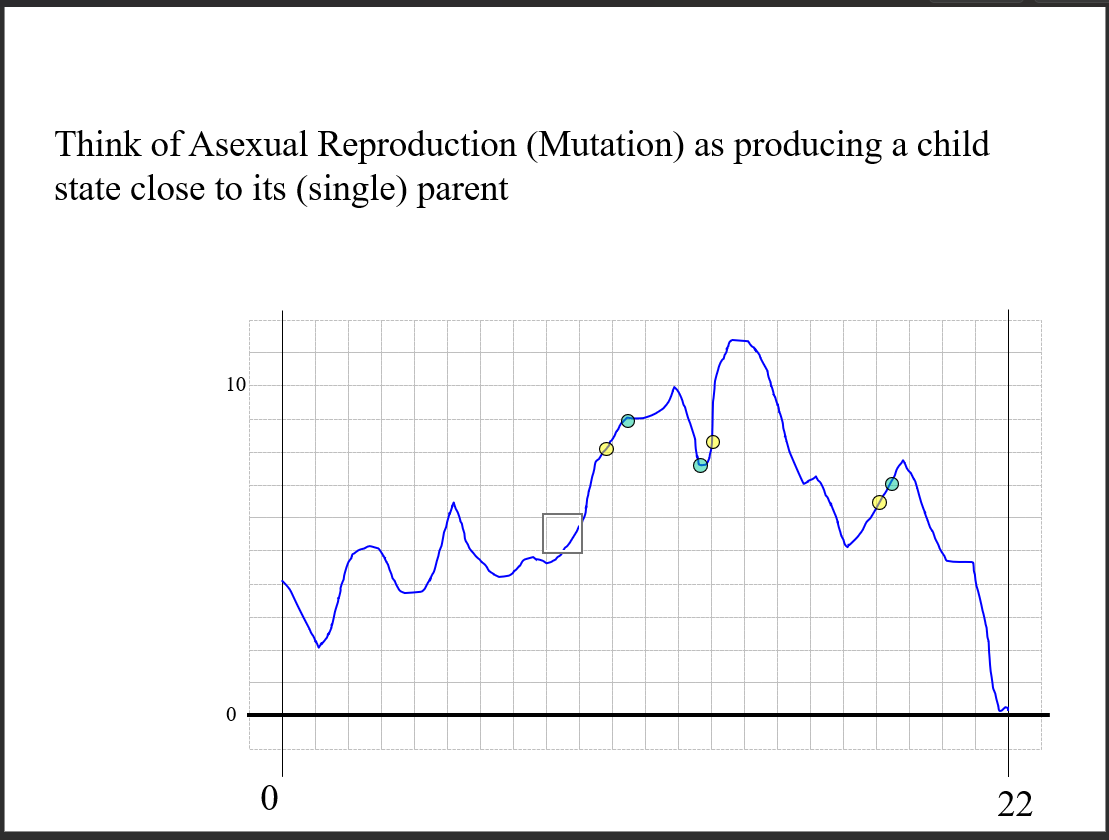 Think of Asexual Reproduction (Mutation) as producing a child
state close to its (single) parent
10
0
0
22